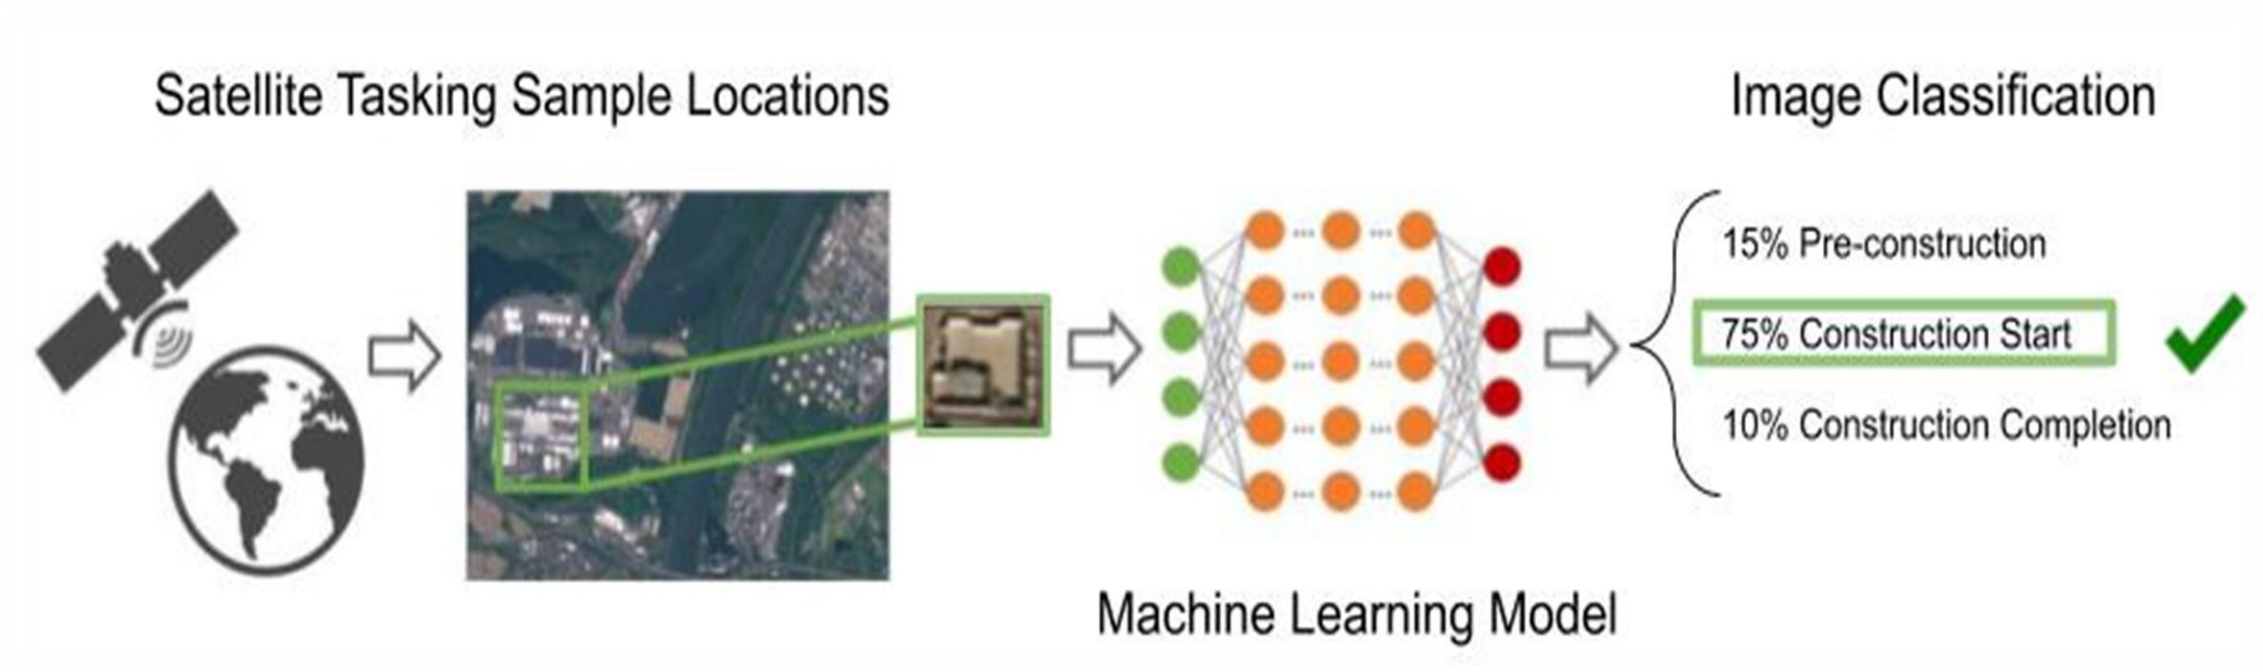 Satellite Tasking Sample Locations
Image Classification
15% Pre-construction
75% Construction Start
10% Construction Completion
Machine Learning Model